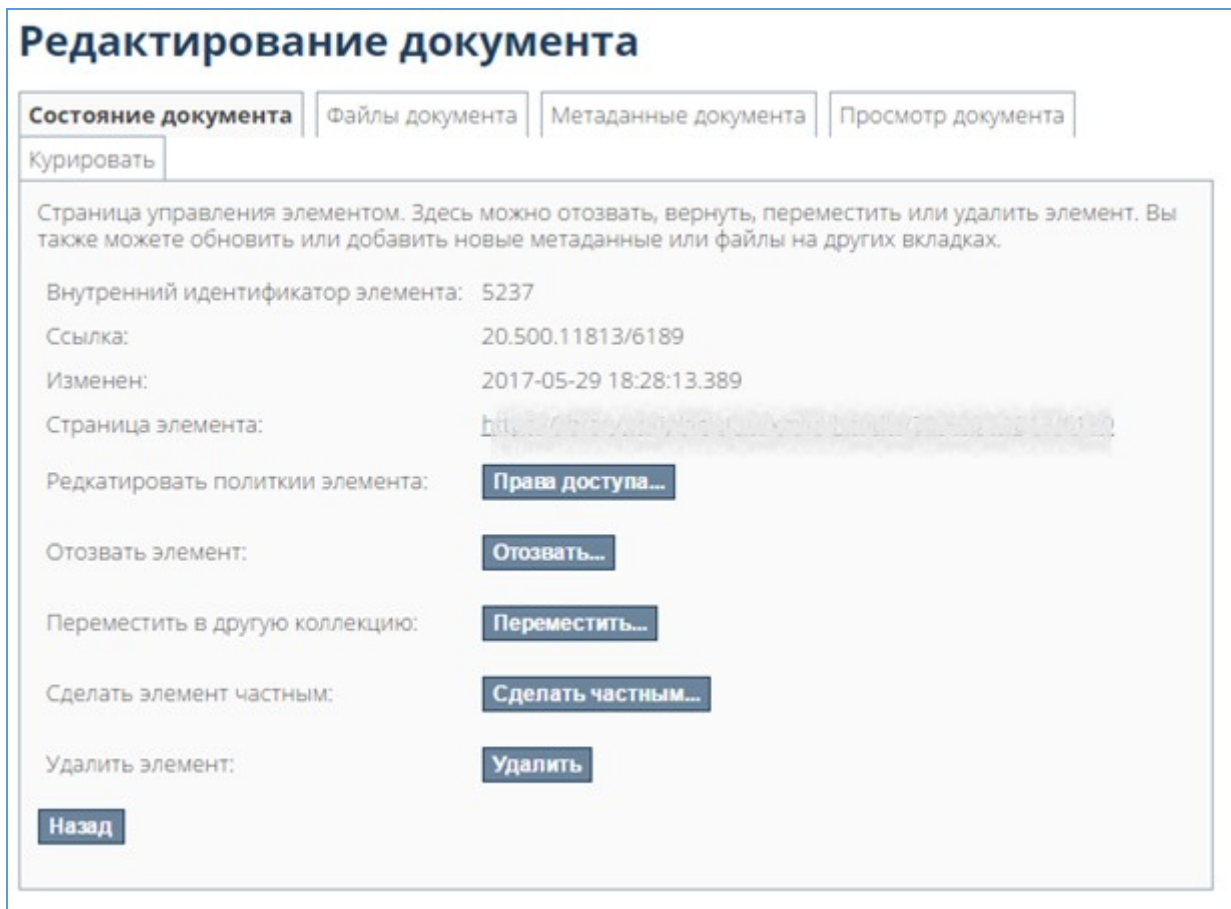 Редактирование документа
Состояние документа Файлы документа Метаданные документа Просмотр документа
Курировать
Страница управления элементом. Здесь можно отозвать, вернуть, переместить или удалить элемент. Вы
также можете обновить или добавить новые метаданные или файлы на других вкладках.
Внутренний идентификатор элемента: 5237
Ссылка: 20.500.11813/6189
Изменен: 2017-05-29 18:28:13.389
Страница элемента:
Редкатировать политкии элемента: Права доступа...
Отозвать элемент: Отозвать...
Переместить в другую коллекцию: Переместить...
Сделать элемент частным: Сделать частным...
Удалить элемент: Удалить
Назад